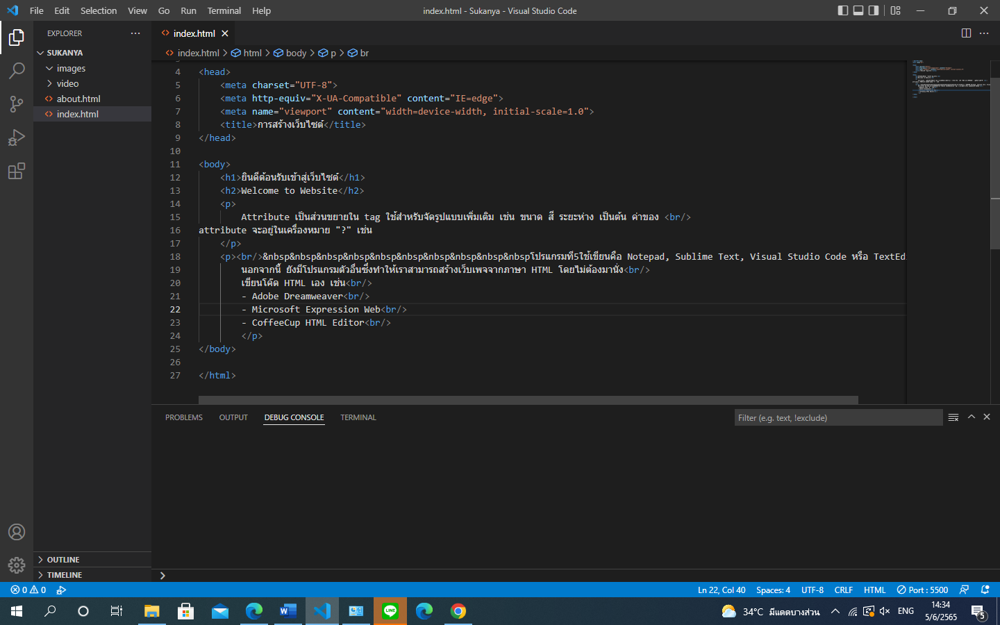 File Edit Selection View Go Run Terminal Help
index.html - Sukanya - Visual Studio Code
EXPLORER
SUKANYA
images
video
about.html
index.html
OUTLINE
TIMELINE
index.html
index.html > html > body > p > br
4 <head>
5 <meta charset="UTF-8">
6 <meta http-equiv="X-UA-Compatible" content="IE=edge">
7 <meta name="viewport" content="width=device-width, initial-scale=1.0">
8 <title>การสร้างเว็บไซต์</title>
9 </head>
10
11 <body>
12 <h1>ยินดีต้อนรับเข้าสู่เว็บไซต์</h1>
13 <h2>Welcome to Website</h2>
14 <p>
15 Attribute เป็นส่วนขยายใน tag ใช้สำหรับจัดรูปแบบเพิ่มเติม เช่น ขนาด สี ระยะห่าง เป็นต้น ค่าของ <br/>
16 attribute จะอยู่ในเครื่องหมาย "?" เช่น
17 </p>
18 <p><br/>&nbsp&nbsp&nbsp&nbsp&nbsp&nbsp&nbsp&nbsp&nbsp&nbspโปรแกรมที่5ใช้เขียนคือ Notepad, Sublime Text, Visual Studio Code หรือ TextEd
19 นอกจากนี้ ยังมีโปรแกรมตัวอื่นซึ่งทำให้เราสามารถสร้างเว็บเพจจากภาษา HTML โดยไม่ต้องมานั่ง<br/>
20 เขียนโค๊ด HTML เอง เช่น<br/>
21 - Adobe Dreamweaver<br/>
22 - Microsoft Expression Web<br/>
23 - CoffeeCup HTML Editor<br/>
24 </p>
25 </body>
26
27 </html>
PROBLEMS OUTPUT DEBUG CONSOLE TERMINAL
Filter (e.g. text, !exclude)
0 0
Ln 22, Col 40 Spaces: 4 UTF-8 CRLF HTML Port : 5500
34°C มีแดดบางส่วน
ENG
14:34
5/6/2565
5